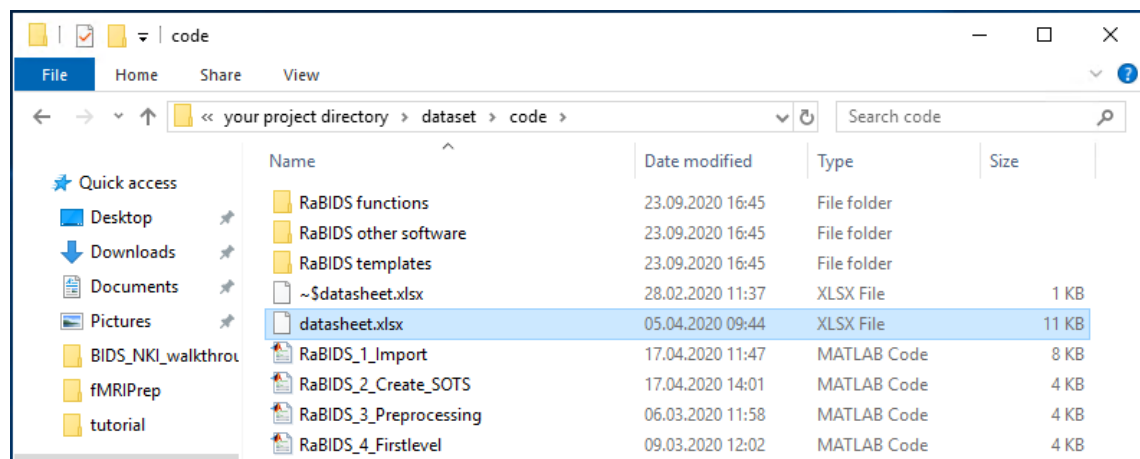 code
File Home Share View
« your project directory > dataset > code > Search code
Name Date modified Type Size
Quick access
Desktop
Downloads
Documents
Pictures
BIDS_NKI_walkthrou
fMRIPrep
tutorial
RaBIDS functions 23.09.2020 16:45 File folder
RaBIDS other software 23.09.2020 16:45 File folder
RaBIDS templates 23.09.2020 16:45 File folder
~$datasheet.xlsx 28.02.2020 11:37 XLSX File 1 KB
datasheet.xlsx 05.04.2020 09:44 XLSX File 11 KB
RaBIDS_1_Import 17.04.2020 11:47 MATLAB Code 8 KB
RaBIDS_2_Create_SOTS 17.04.2020 14:01 MATLAB Code 4 KB
RaBIDS_3_Preprocessing 06.03.2020 11:58 MATLAB Code 4 KB
RaBIDS_4_Firstlevel 09.03.2020 12:02 MATLAB Code 4 KB